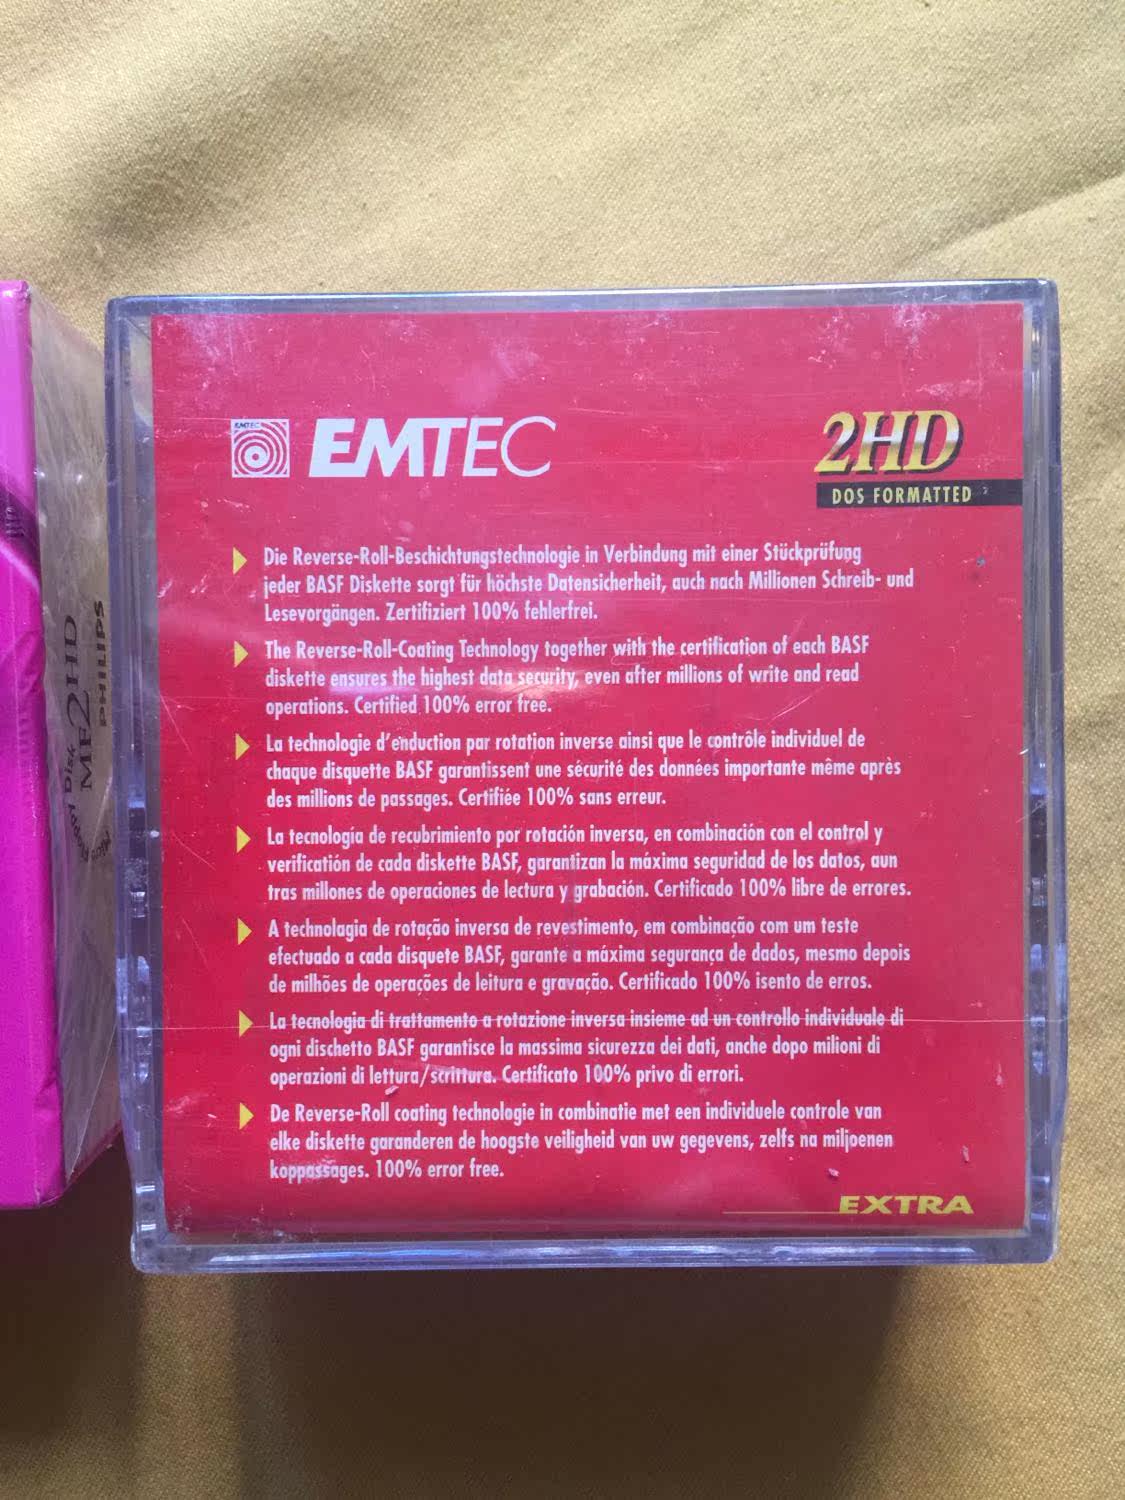 EMTEC
EMTEC
2HD
DOS FORMATTED
Die Reverse-Roll-Beschichtungstechnologie in Verbindung mit einer Stückprüfung
jeder BASF Diskette sorgt für höchste Datensicherheit, auch nach Millionen Schreib- und
Lesevorgängen. Zertifiziert 100% fehlerfrei.
The Reverse-Roll-Coating Technology together with the certification of each BASF
diskette ensures the highest data security, even after millions of write and read
operations. Certified 100% error free.
La technologie d'enduction par rotation inverse ainsi que le contrôle individuel de
chaque disquette BASF garantissent une sécurité des données importante même après
des millions de passages. Certifiée 100% sans erreur.
La tecnología de recubrimiento por rotación inversa, en combinación con el control y
verificatión de cada diskette BASF, garantizan la máxima seguridad de los datos, aun
tras millones de operaciones de lectura y grabación. Certificado 100% libre de errores.
A technolagia de rotação inversa de revestimento, em combinação com um teste
efectuado a cada disquete BASF, garante a máxima segurança de dados, mesmo depois
de milhões de operações de leitura e gravação. Certificado 100% isento de erros.
La tecnologia di trattamento a rotazione inversa insieme ad un controllo individuale di
ogni dischetto BASF garantisce la massima sicurezza dei dati, anche dopo milioni di
operazioni di lettura/scrittura. Certificato 100% privo di errori.
De Reverse-Roll coating technologie in combinatie met een individuele controle van
elke diskette garanderen de hoogste veiligheid van uw gegevens, zelfs na miljoenen
koppassages. 100% error free.
EXTRA
Floppy Disk
MF2HD
PHILIPS